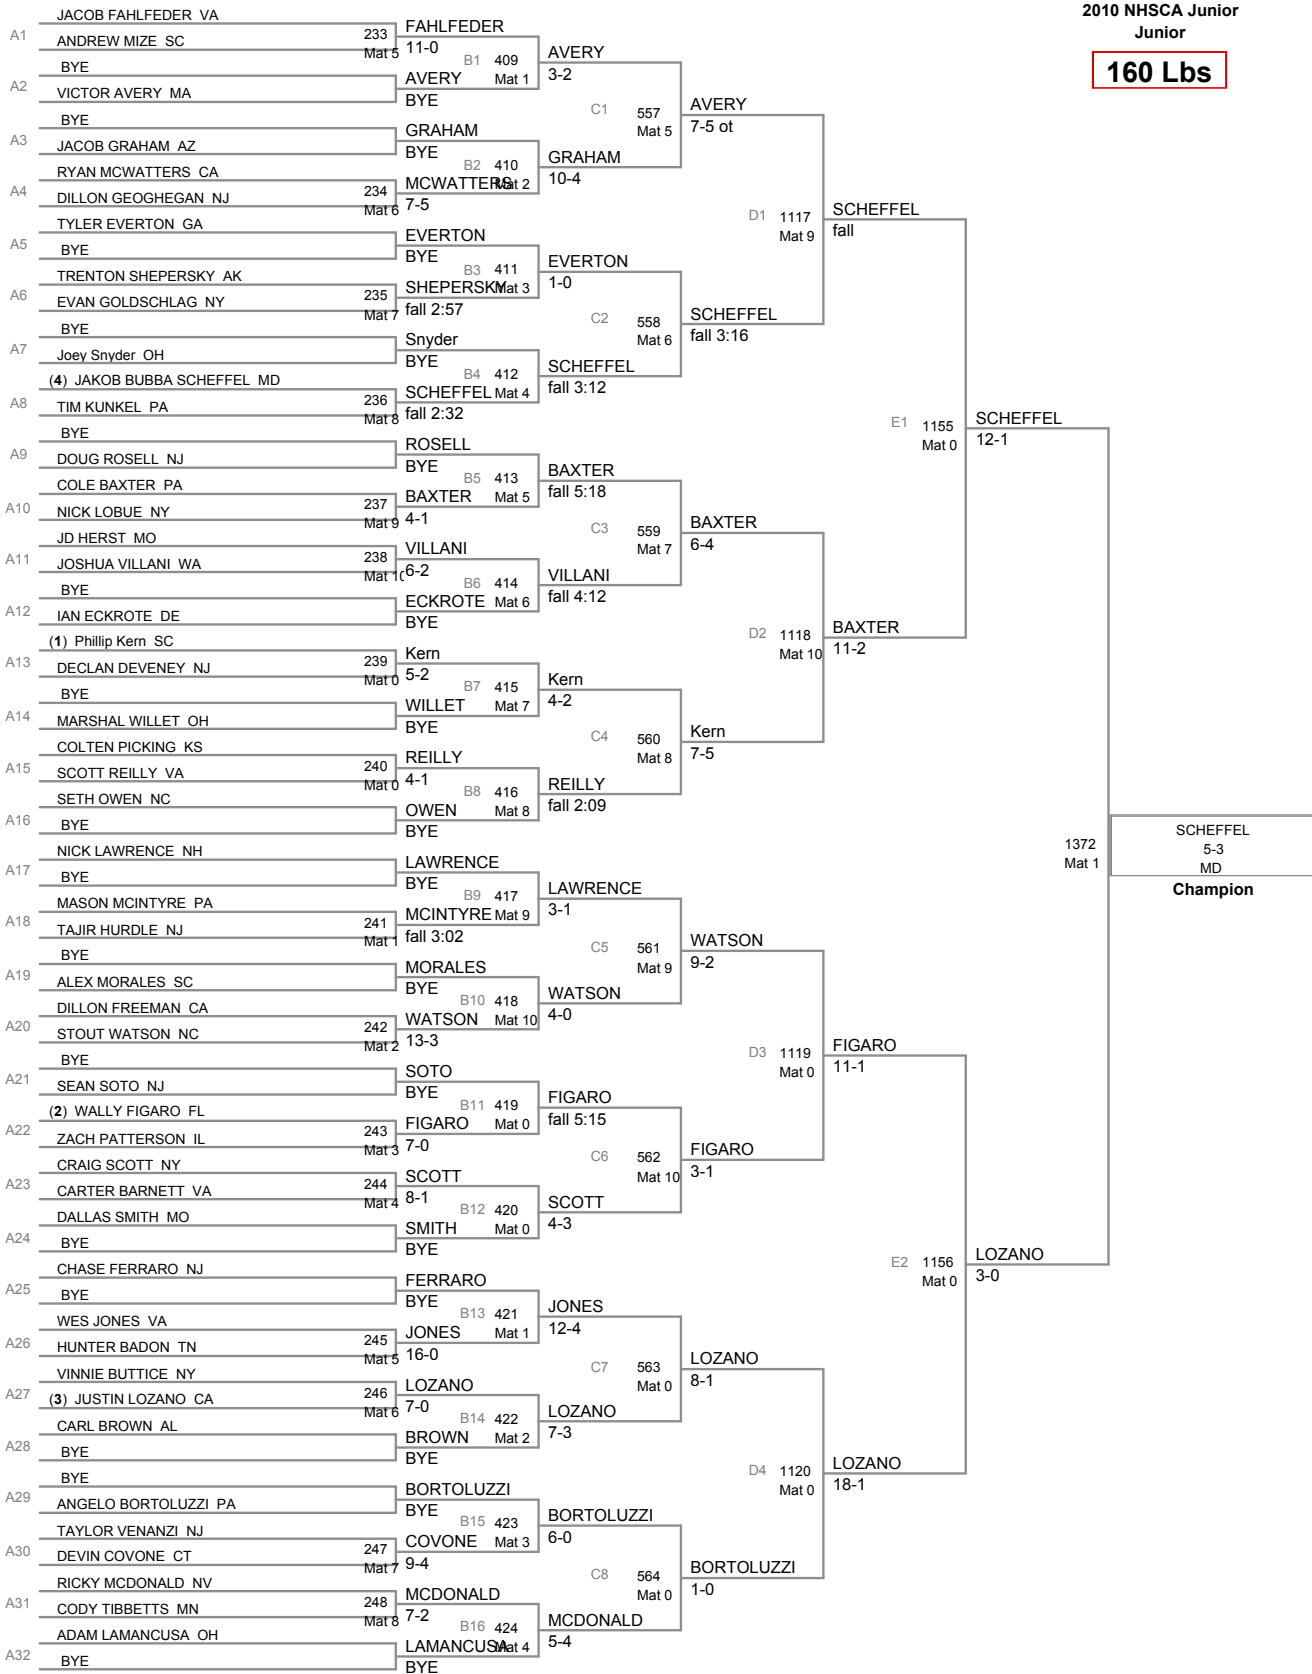 2010 NHSCA Junior
Junior
160 Lbs
A1
JACOB FAHLFEDER VA
ANDREW MIZE SC
A2
BYE
VICTOR AVERY MA
A3
BYE
JACOB GRAHAM AZ
A4
RYAN MCWATTERS CA
DILLON GEOGHEGAN NJ
A5
TYLER EVERTON GA
BYE
A6
TRENTON SHEPERSKY AK
EVAN GOLDSCHLAG NY
A7
BYE
Joey Snyder OH
A8
(4) JAKOB BUBBA SCHEFFEL MD
TIM KUNKEL PA
A9
BYE
DOUG ROSELL NJ
A10
COLE BAXTER PA
NICK LOBUE NY
A11
JD HERST MO
JOSHUA VILLANI WA
A12
BYE
IAN ECKROTE DE
A13
(1) Phillip Kern SC
DECLAN DEVENEY NJ
A14
BYE
MARSHAL WILLET OH
A15
COLTEN PICKING KS
SCOTT REILLY VA
A16
SETH OWEN NC
BYE
A17
NICK LAWRENCE NH
BYE
A18
MASON MCINTYRE PA
TAJIR HURDLE NJ
A19
BYE
ALEX MORALES SC
A20
DILLON FREEMAN CA
STOUT WATSON NC
A21
BYE
SEAN SOTO NJ
A22
(2) WALLY FIGARO FL
ZACH PATTERSON IL
A23
CRAIG SCOTT NY
CARTER BARNETT VA
A24
DALLAS SMITH MO
BYE
A25
CHASE FERRARO NJ
BYE
A26
WES JONES VA
HUNTER BADON TN
A27
VINNIE BUTTICE NY
(3) JUSTIN LOZANO CA
A28
CARL BROWN AL
BYE
A29
BYE
ANGELO BORTOLUZZI PA
A30
TAYLOR VENANZI NJ
DEVIN COVONE CT
A31
RICKY MCDONALD NV
CODY TIBBETTS MN
A32
ADAM LAMANCUSA OH
BYE
233
Mat 5
FAHLFEDER
11-0
AVERY
BYE
GRAHAM
BYE
234
Mat 6
MCWATTERS
7-5
EVERTON
BYE
235
Mat 7
SHEPERSKY
fall 2:57
Snyder
BYE
236
Mat 8
SCHEFFEL
fall 2:32
ROSELL
BYE
237
Mat 9
BAXTER
4-1
238
Mat 10
VILLANI
6-2
ECKROTE
BYE
239
Mat 0
Kern
5-2
WILLET
BYE
240
Mat 0
REILLY
4-1
OWEN
BYE
LAWRENCE
BYE
241
Mat 1
MCINTYRE
fall 3:02
MORALES
BYE
242
Mat 2
WATSON
13-3
SOTO
BYE
243
Mat 3
FIGARO
7-0
244
Mat 4
SCOTT
8-1
SMITH
BYE
FERRARO
BYE
245
Mat 5
JONES
16-0
246
Mat 6
LOZANO
7-0
BROWN
BYE
BORTOLUZZI
BYE
247
Mat 7
COVONE
9-4
248
Mat 8
MCDONALD
7-2
LAMANCUSA
BYE
B1 409
Mat 1
AVERY
3-2
B2 410
Mat 2
GRAHAM
10-4
B3 411
Mat 3
EVERTON
1-0
B4 412
Mat 4
SCHEFFEL
fall 3:12
B5 413
Mat 5
BAXTER
fall 5:18
B6 414
Mat 6
VILLANI
fall 4:12
B7 415
Mat 7
Kern
4-2
B8 416
Mat 8
REILLY
fall 2:09
B9 417
Mat 9
LAWRENCE
3-1
B10 418
Mat 10
WATSON
4-0
B11 419
Mat 0
FIGARO
fall 5:15
B12 420
Mat 0
SCOTT
4-3
B13 421
Mat 1
JONES
12-4
B14 422
Mat 2
LOZANO
7-3
B15 423
Mat 3
BORTOLUZZI
6-0
B16 424
Mat 4
MCDONALD
5-4
C1 557
Mat 5
AVERY
7-5 ot
C2 558
Mat 6
SCHEFFEL
fall 3:16
C3 559
Mat 7
BAXTER
6-4
C4 560
Mat 8
Kern
7-5
C5 561
Mat 9
WATSON
9-2
C6 562
Mat 10
FIGARO
3-1
C7 563
Mat 0
LOZANO
8-1
C8 564
Mat 0
BORTOLUZZI
1-0
D1 1117
Mat 9
SCHEFFEL
fall
D2 1118
Mat 10
BAXTER
11-2
D3 1119
Mat 0
FIGARO
11-1
D4 1120
Mat 0
LOZANO
18-1
E1 1155
Mat 0
SCHEFFEL
12-1
E2 1156
Mat 0
LOZANO
3-0
1372
Mat 1
SCHEFFEL
5-3
MD
Champion